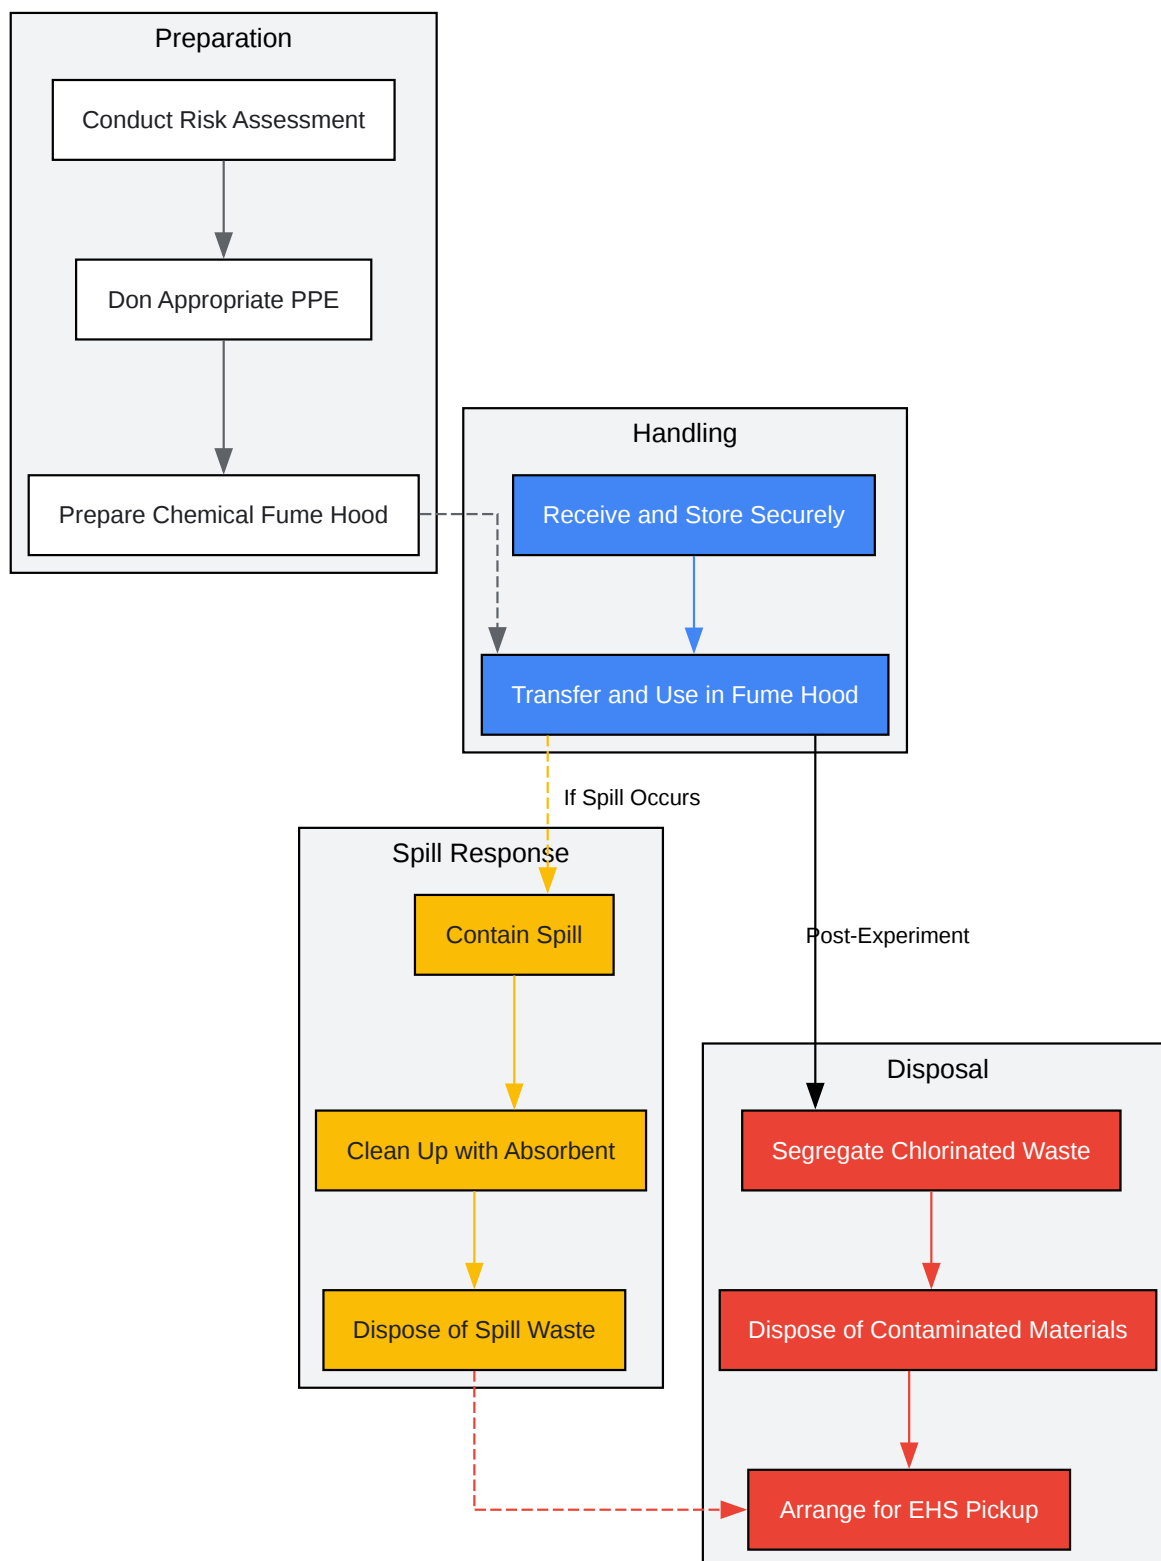 Preparation
Conduct Risk Assessment
Don Appropriate PPE
Prepare Chemical Fume Hood
Handling
Receive and Store Securely
Transfer and Use in Fume Hood
If Spill Occurs
Spill Response
Contain Spill
Post-Experiment
Clean Up with Absorbent
Dispose of Spill Waste
Disposal
Segregate Chlorinated Waste
Dispose of Contaminated Materials
Arrange for EHS Pickup